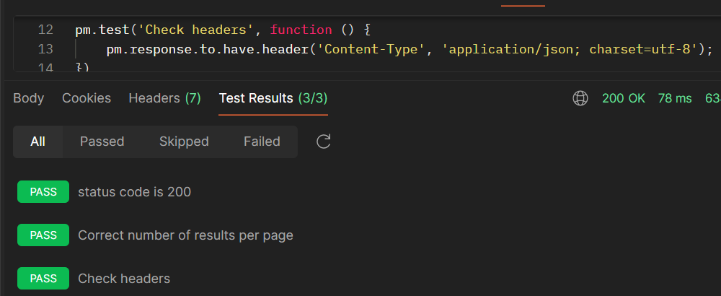 12 pm.test('Check headers', function () {
13 pm.response.to.have.header('Content-Type', 'application/json; charset=utf-8');
14 })
Body Cookies Headers (7) Test Results (3/3) 200 OK 78 ms 63
All Passed Skipped Failed
PASS status code is 200
PASS Correct number of results per page
PASS Check headers